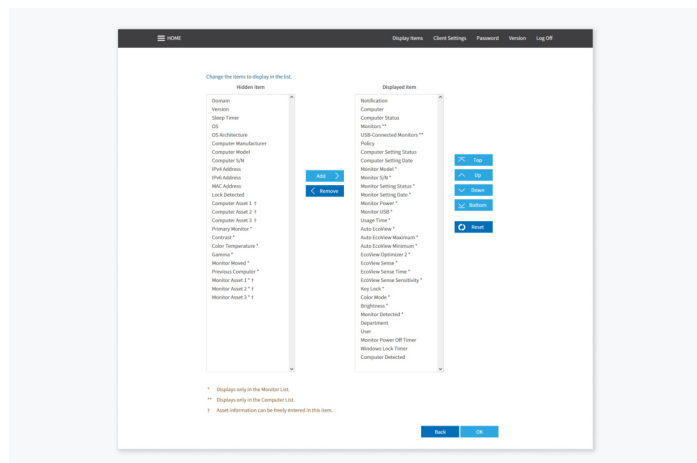 HOME
Display Items Client Settings Password Version Log Off
Change the items to display in the list.
Hidden item
Domain
Version
Sleep Timer
OS
OS Architecture
Computer Manufacturer
Computer Model
Computer S/N
IPv4 Address
IPv6 Address
MAC Address
Lock Detected
Computer Asset 1 †
Computer Asset 2 †
Computer Asset 3 †
Primary Monitor *
Contrast *
Color Temperature *
Gamma *
Monitor Moved *
Previous Computer *
Monitor Asset 1 * †
Monitor Asset 2 * †
Monitor Asset 3 * †
Add
Remove
Displayed item
Notification
Computer
Computer Status
Monitors **
USB-Connected Monitors **
Policy
Computer Setting Status
Computer Setting Date
Monitor Model *
Monitor S/N *
Monitor Setting Status *
Monitor Setting Date *
Monitor Power *
Monitor USB *
Usage Time *
Auto EcoView *
Auto EcoView Maximum *
Auto EcoView Minimum *
EcoView Optimizer 2 *
EcoView Sense *
EcoView Sense Time *
EcoView Sense Sensitivity *
Key Lock *
Color Mode *
Brightness *
Monitor Detected *
Department
User
Monitor Power Off Timer
Windows Lock Timer
Computer Detected
Top
Up
Down
Bottom
Reset
* Displays only in the Monitor List.
** Displays only in the Computer List.
† Asset information can be freely entered in this item.
Back OK